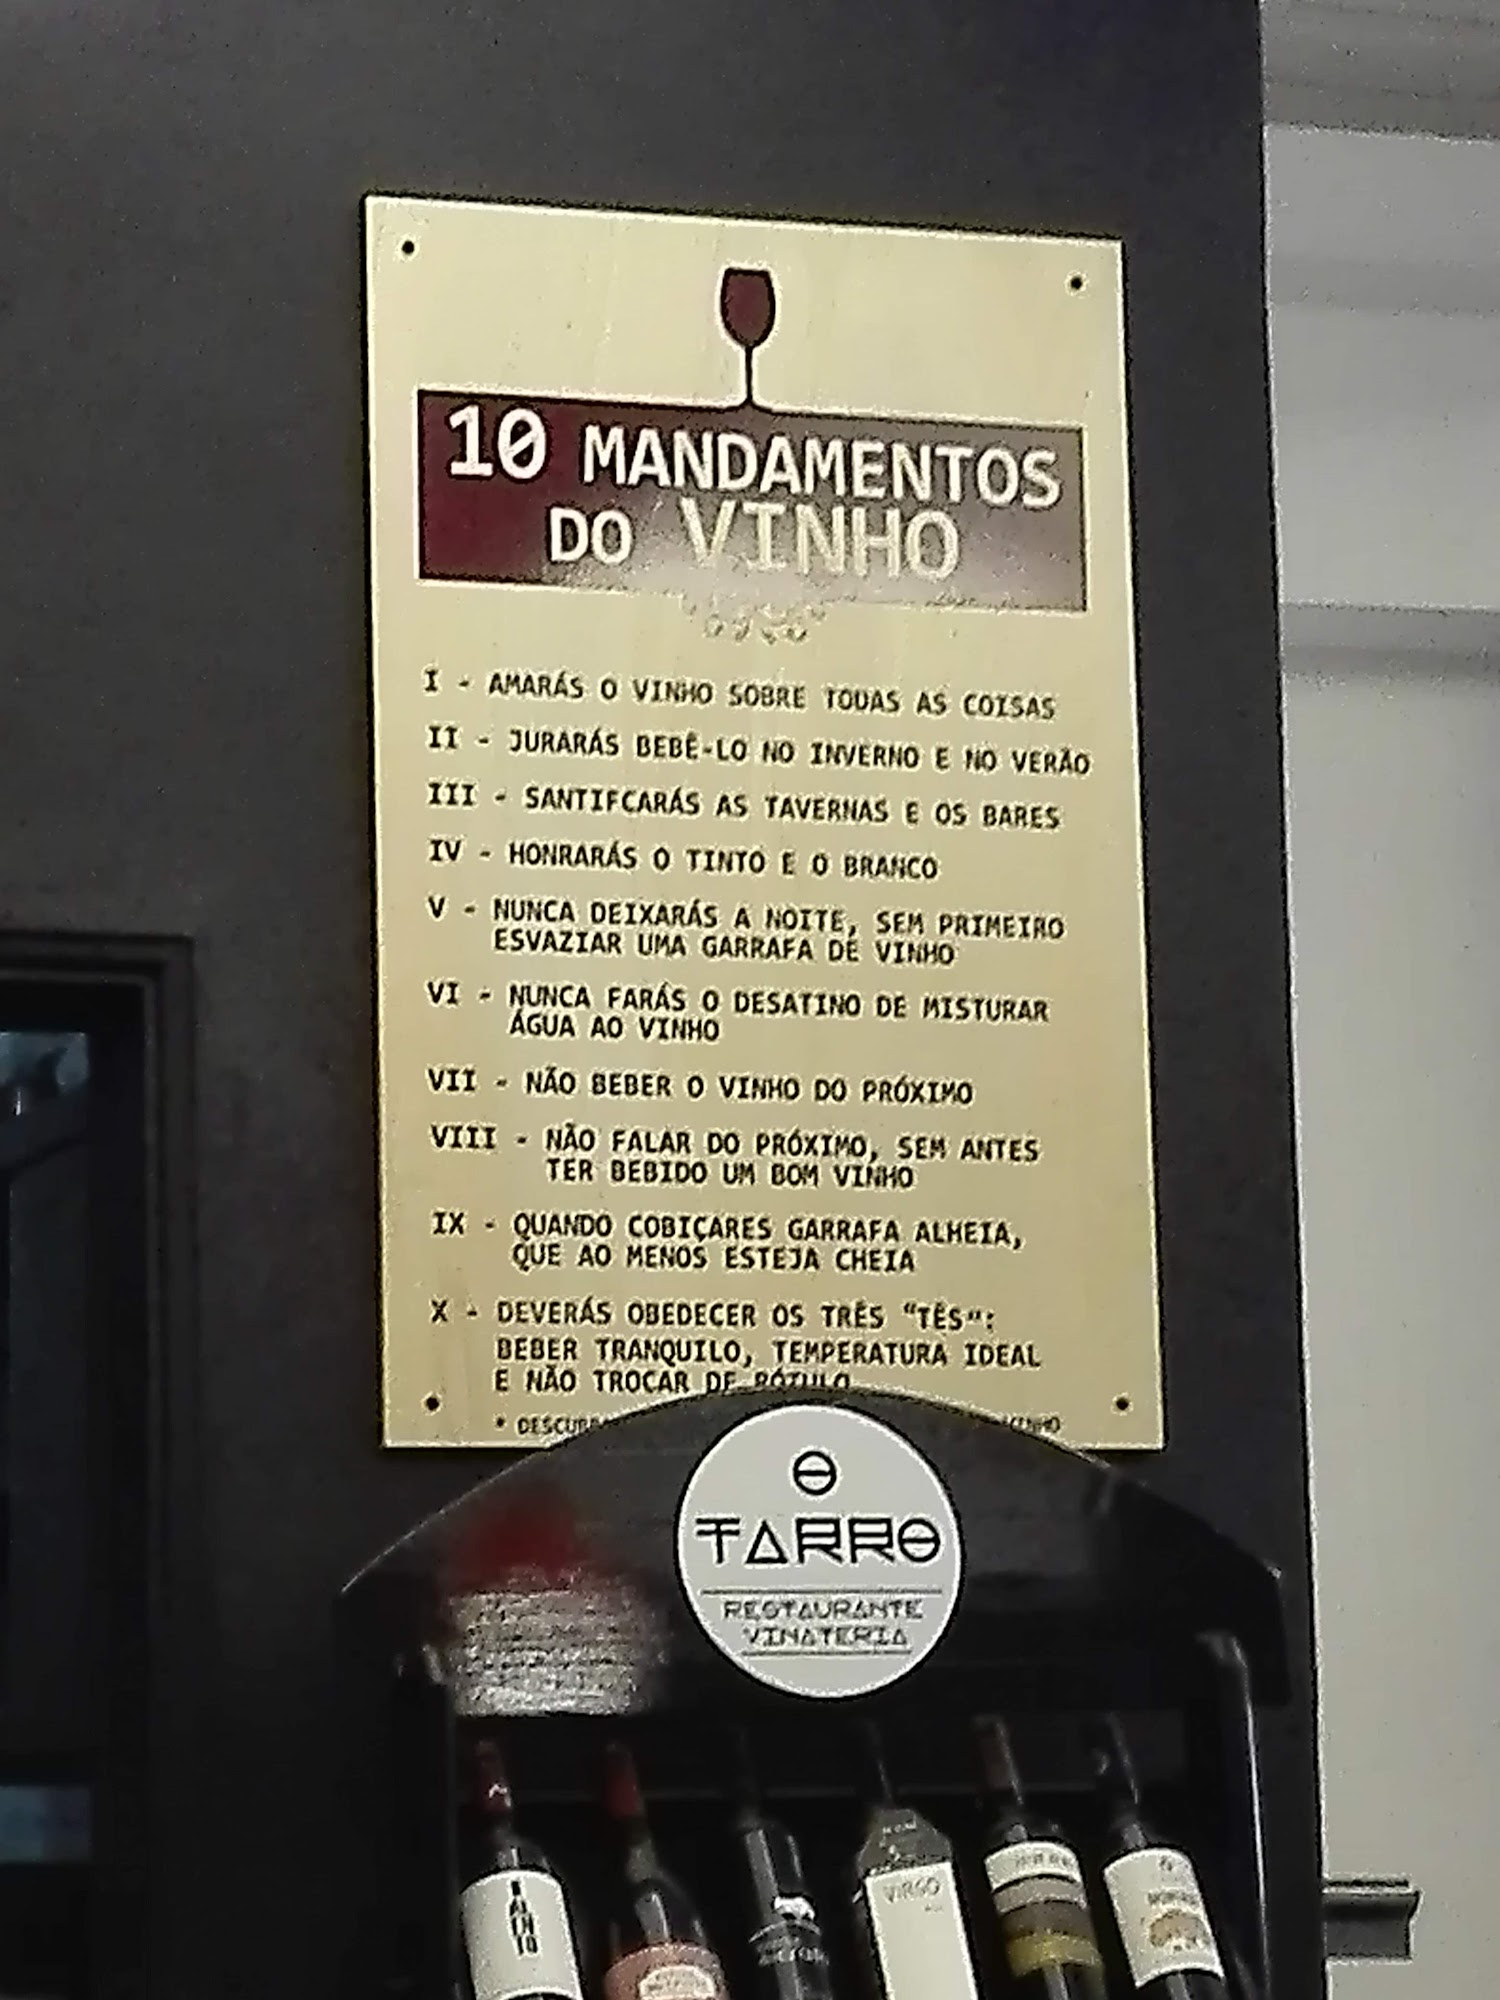 10 MANDAMENTOS
DO VINHO
I - AMARÁS O VINHO SOBRE TODAS AS COISAS
II - JURARÁS BEBÊ-LO NO INVERNO E NO VERÃO
III - SANTIFCARÁS AS TAVERNAS E OS BARES
IV - HONRARÁS O TINTO E O BRANCO
V - NUNCA DEIXARÁS A NOITE, SEM PRIMEIRO
ESVAZIAR UMA GARRAFA DE VINHO
VI - NUNCA FARÁS O DESATINO DE MISTURAR
ÁGUA AO VINHO
VII - NÃO BEBER O VINHO DO PRÓXIMO
VIII - NÃO FALAR DO PRÓXIMO, SEM ANTES
TER BEBIDO UM BOM VINHO
IX - QUANDO COBIÇARES GARRAFA ALHEIA,
QUE AO MENOS ESTEJA CHEIA
X - DEVERÁS OBEDECER OS TRÊS "TÊS":
BEBER TRANQUILO, TEMPERATURA IDEAL
E NÃO TROCAR DE RÓTULO
O
TARRO
RESTAURANTE
VINATERIA
VIRGO